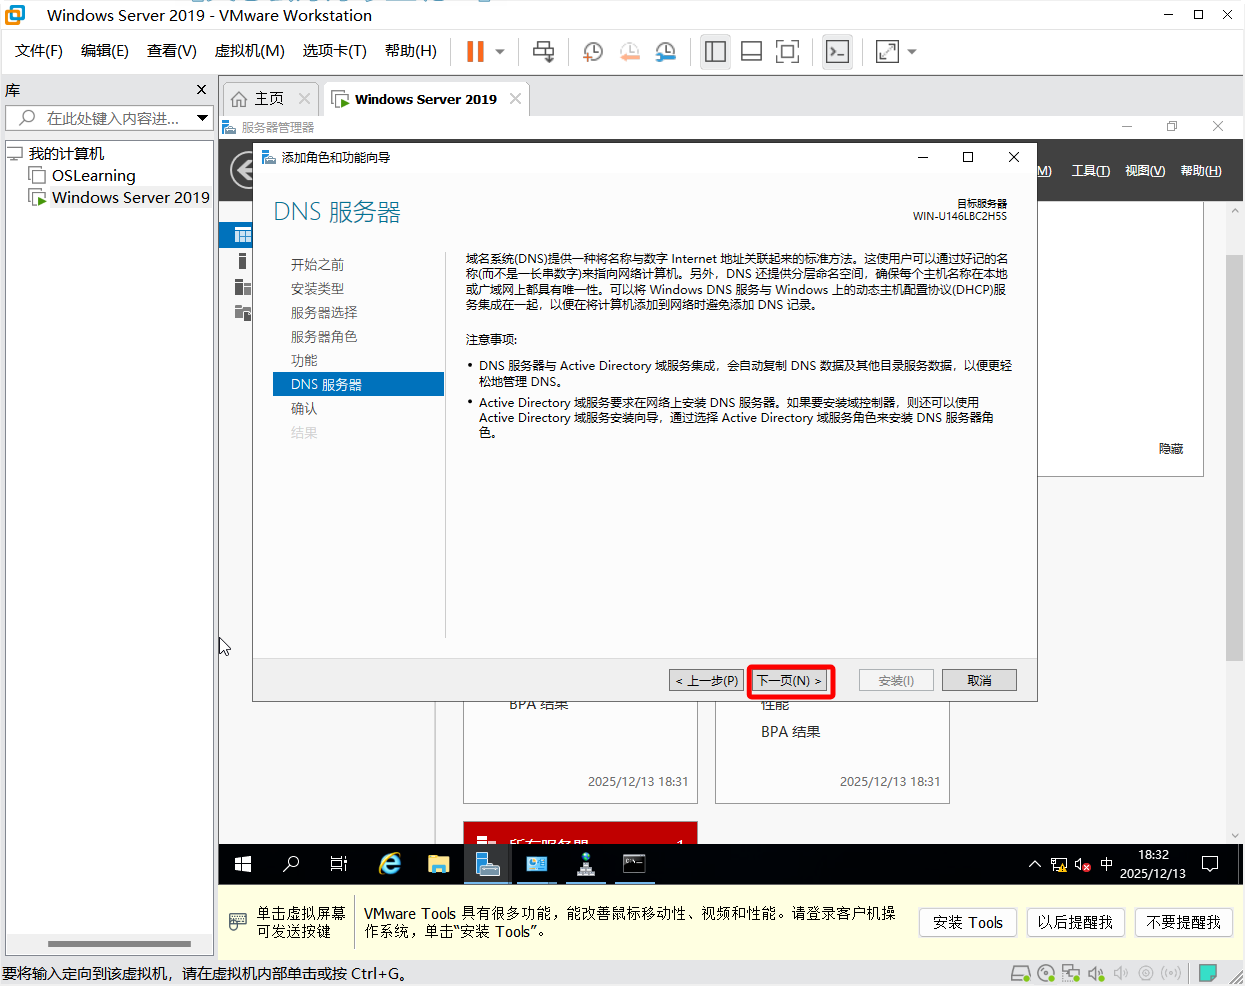 Windows Server 2019 - VMware Workstation
文件(F) 编辑(E) 查看(V) 虚拟机(M) 选项卡(T) 帮助(H)
库
在此处键入内容进...
我的计算机
OSLearning
Windows Server 2019
主页
Windows Server 2019
服务器管理器
(M) 工具(T) 视图(V) 帮助(H)
添加角色和功能向导
DNS 服务器
目标服务器
WIN-U146LBC2H5S
开始之前
安装类型
服务器选择
服务器角色
功能
DNS 服务器
确认
结果
域名系统(DNS)提供一种将名称与数字 Internet 地址关联起来的标准方法。这使用户可以通过好记的名
称(而不是一长串数字)来指向网络计算机。另外，DNS 还提供分层命名空间，确保每个主机名称在本地
或广域网上都具有唯一性。可以将 Windows DNS 服务与 Windows 上的动态主机配置协议(DHCP)服
务集成在一起，以便在将计算机添加到网络时避免添加 DNS 记录。
注意事项:
• DNS 服务器与 Active Directory 域服务集成，会自动复制 DNS 数据及其他目录服务数据，以便更轻
松地管理 DNS。
• Active Directory 域服务要求在网络上安装 DNS 服务器。如果要安装域控制器，则还可以使用
Active Directory 域服务安装向导，通过选择 Active Directory 域服务角色来安装 DNS 服务器角
色。
隐藏
< 上一步(P) 下一页(N) > 安装(I) 取消
BPA 结果
性能
BPA 结果
2025/12/13 18:31
2025/12/13 18:31
所有服务器 1
中
18:32
2025/12/13
单击虚拟屏幕
可发送按键
VMware Tools 具有很多功能，能改善鼠标移动性、视频和性能。请登录客户机操
作系统，单击“安装 Tools”。
安装 Tools 以后提醒我 不要提醒我
要将输入定向到该虚拟机，请在虚拟机内部单击或按 Ctrl+G。